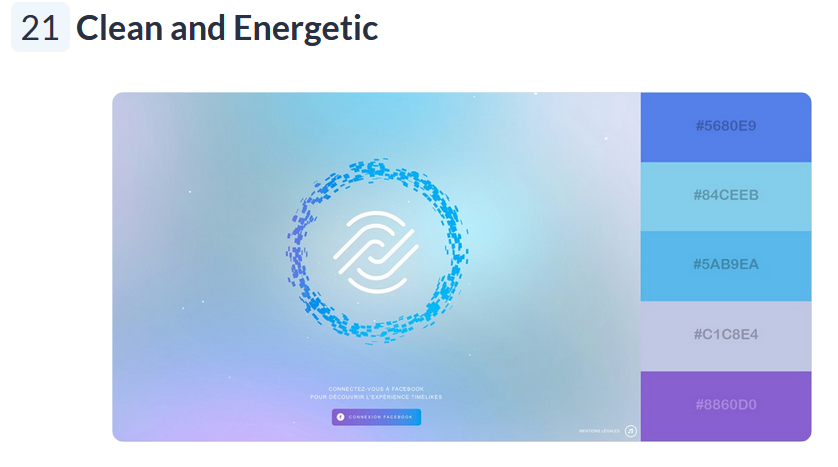 21 Clean and Energetic
#5680E9
#84CEEB
#5AB9EA
#C1C8E4
#8860D0
CONNECTEZ-VOUS À FACEBOOK
POUR DÉCOUVRIR L'EXPÉRIENCE TIMELIKES
CONNEXION FACEBOOK
MENTIONS LÉGALES